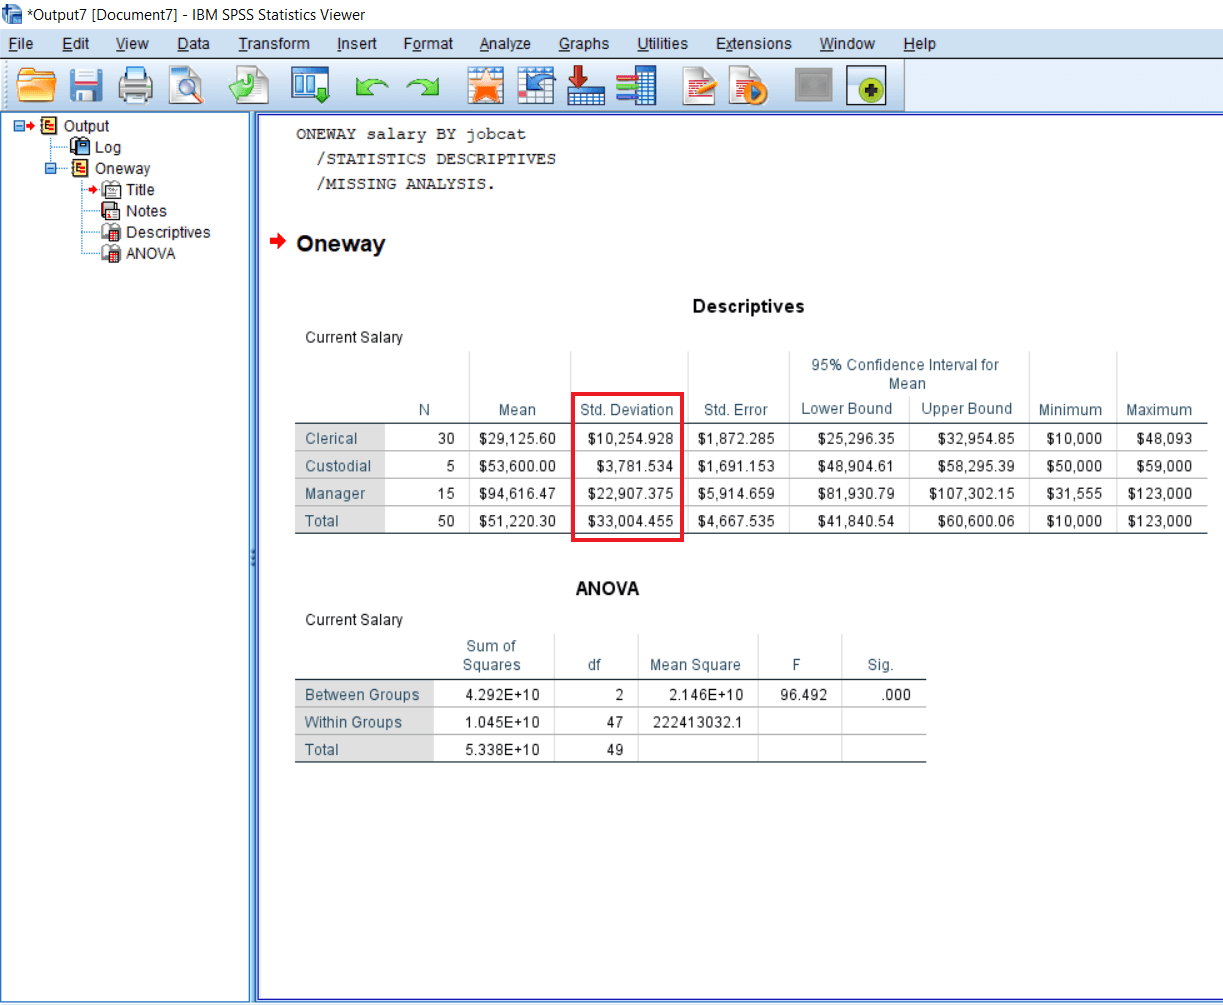 *Output7 [Document7] - IBM SPSS Statistics Viewer
File Edit View Data Transform Insert Format Analyze Graphs Utilities Extensions Window Help
Output
Log
Oneway
Title
Notes
Descriptives
ANOVA
ONEWAY salary BY jobcat
/STATISTICS DESCRIPTIVES
/MISSING ANALYSIS.
Oneway
Descriptives
Current Salary
95% Confidence Interval for
Mean
N Mean Std. Deviation Std. Error Lower Bound Upper Bound Minimum Maximum
Clerical 30 $29,125.60 $10,254.928 $1,872.285 $25,296.35 $32,954.85 $10,000 $48,093
Custodial 5 $53,600.00 $3,781.534 $1,691.153 $48,904.61 $58,295.39 $50,000 $59,000
Manager 15 $94,616.47 $22,907.375 $5,914.659 $81,930.79 $107,302.15 $31,555 $123,000
Total 50 $51,220.30 $33,004.455 $4,667.535 $41,840.54 $60,600.06 $10,000 $123,000
ANOVA
Current Salary
Sum of
Squares df Mean Square F Sig.
Between Groups 4.292E+10 2 2.146E+10 96.492 .000
Within Groups 1.045E+10 47 222413032.1
Total 5.338E+10 49